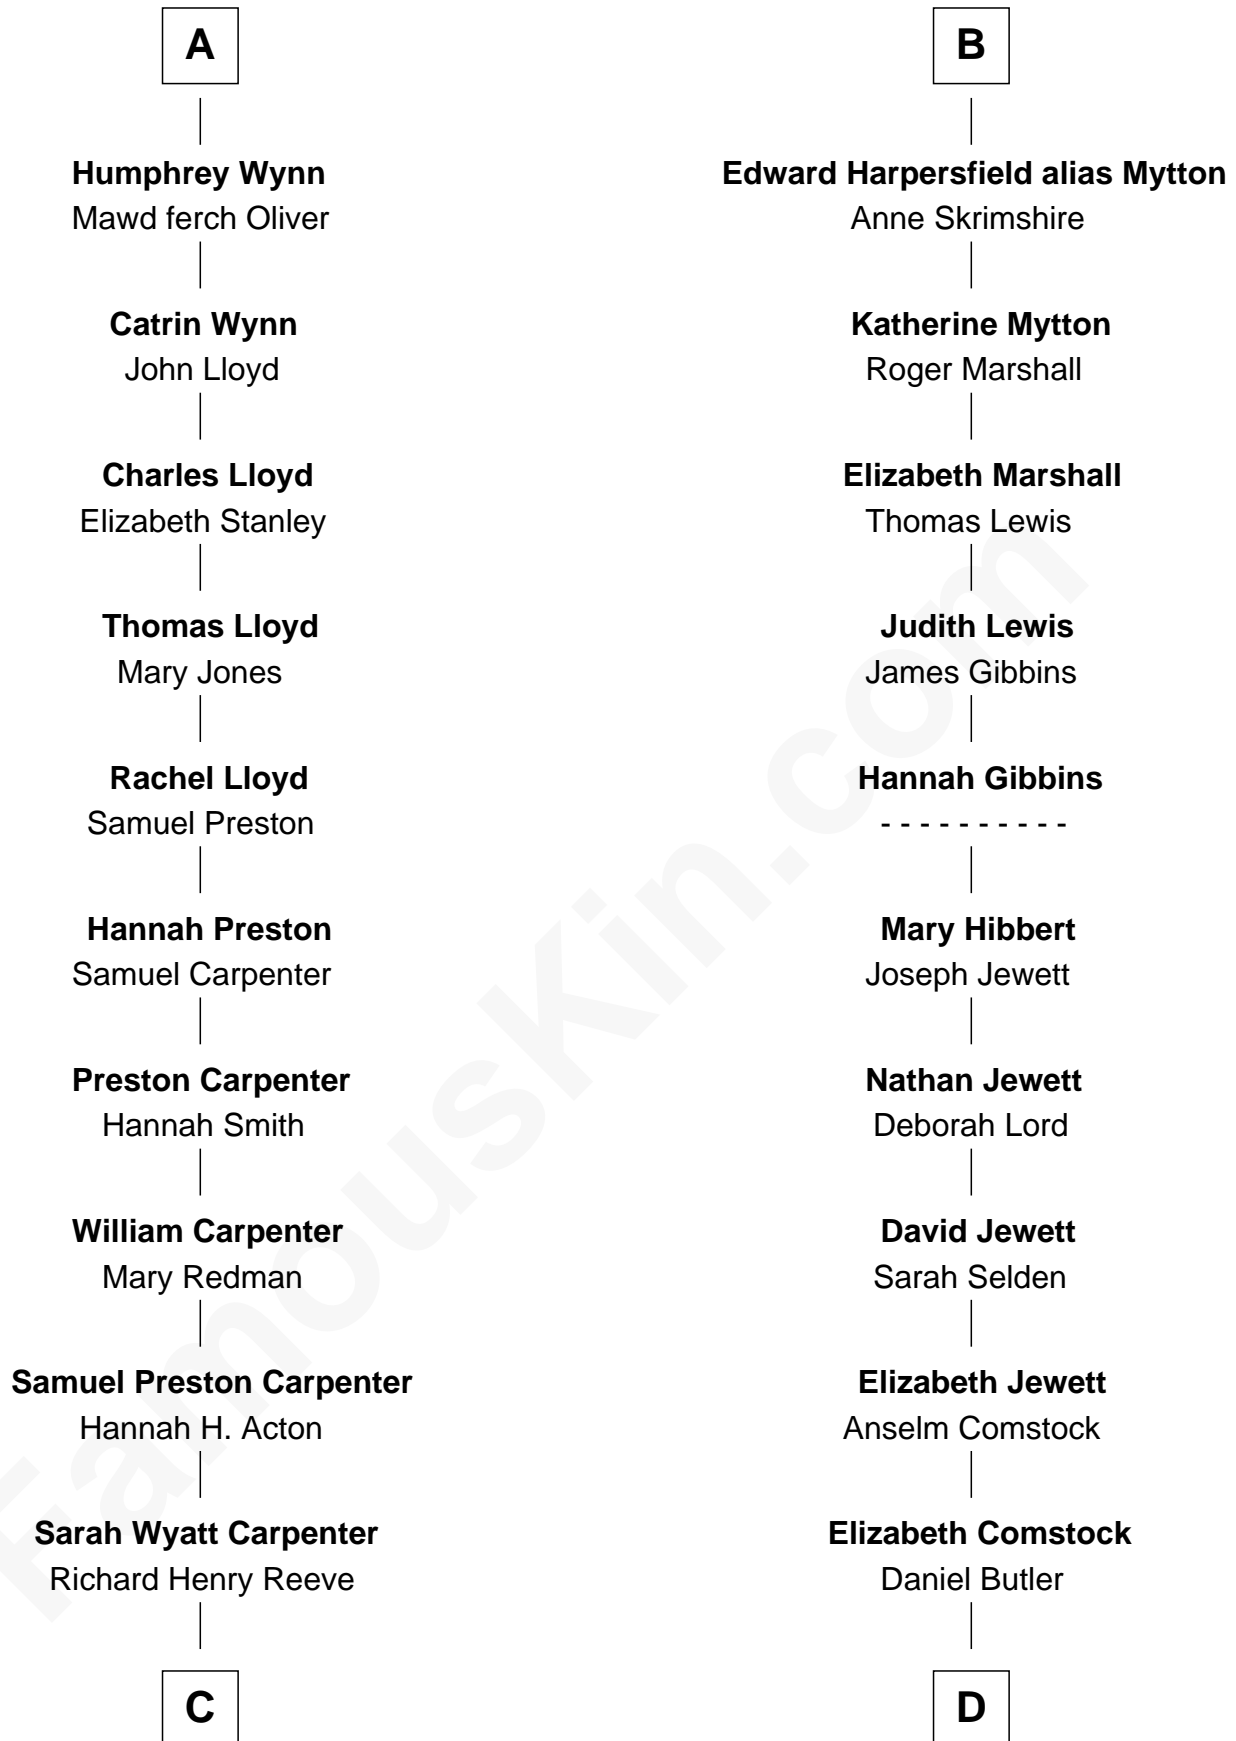 A
Humphrey Wynn
Mawd ferch Oliver
Catrin Wynn
John Lloyd
Charles Lloyd
Elizabeth Stanley
Thomas Lloyd
Mary Jones
Rachel Lloyd
Samuel Preston
Hannah Preston
Samuel Carpenter
Preston Carpenter
Hannah Smith
William Carpenter
Mary Redman
Samuel Preston Carpenter
Hannah H. Acton
Sarah Wyatt Carpenter
Richard Henry Reeve
C
B
Edward Harpersfield alias Mytton
Anne Skrimshire
Katherine Mytton
Roger Marshall
Elizabeth Marshall
Thomas Lewis
Judith Lewis
James Gibbins
Hannah Gibbins
- - - - - - - - - -
Mary Hibbert
Joseph Jewett
Nathan Jewett
Deborah Lord
David Jewett
Sarah Selden
Elizabeth Jewett
Anselm Comstock
Elizabeth Comstock
Daniel Butler
D
FamousKin.com